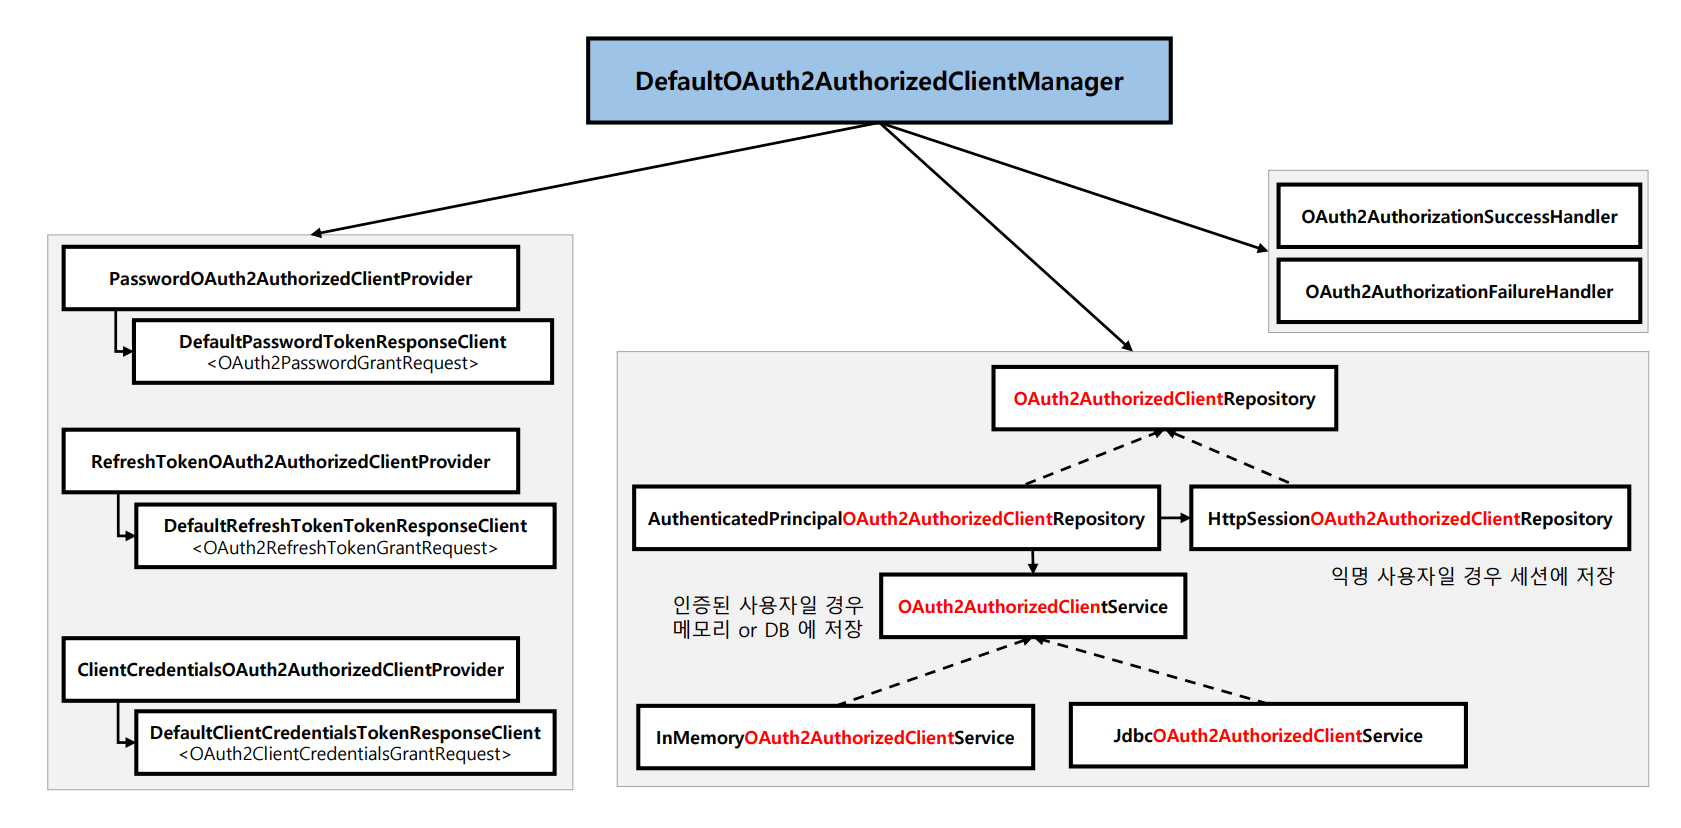 DefaultOAuth2AuthorizedClientManager
OAuth2AuthorizationSuccessHandler
OAuth2AuthorizationFailureHandler
PasswordOAuth2AuthorizedClientProvider
DefaultPasswordTokenResponseClient
<OAuth2PasswordGrantRequest>
RefreshTokenOAuth2AuthorizedClientProvider
DefaultRefreshTokenTokenResponseClient
<OAuth2RefreshTokenGrantRequest>
ClientCredentialsOAuth2AuthorizedClientProvider
DefaultClientCredentialsTokenResponseClient
<OAuth2ClientCredentialsGrantRequest>
OAuth2AuthorizedClientRepository
AuthenticatedPrincipalOAuth2AuthorizedClientRepository
HttpSessionOAuth2AuthorizedClientRepository
익명 사용자일 경우 세션에 저장
인증된 사용자일 경우
메모리 or DB 에 저장
OAuth2AuthorizedClientService
InMemoryOAuth2AuthorizedClientService
JdbcOAuth2AuthorizedClientService